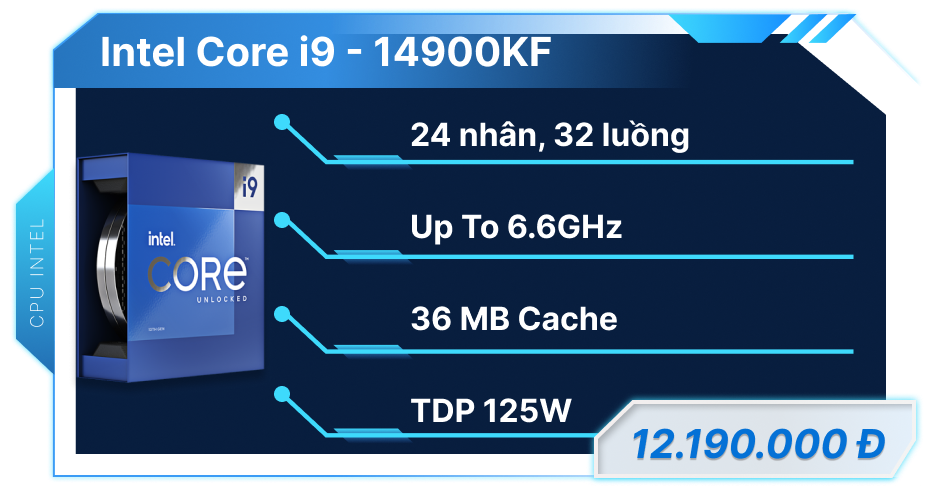 Intel Core i9 - 14900KF
24 nhân, 32 luồng
i9
Up To 6.6GHz
intel.
CORE™
UNLOCKED
CPU INTEL
36 MB Cache
TDP 125W
12.190.000 Đ